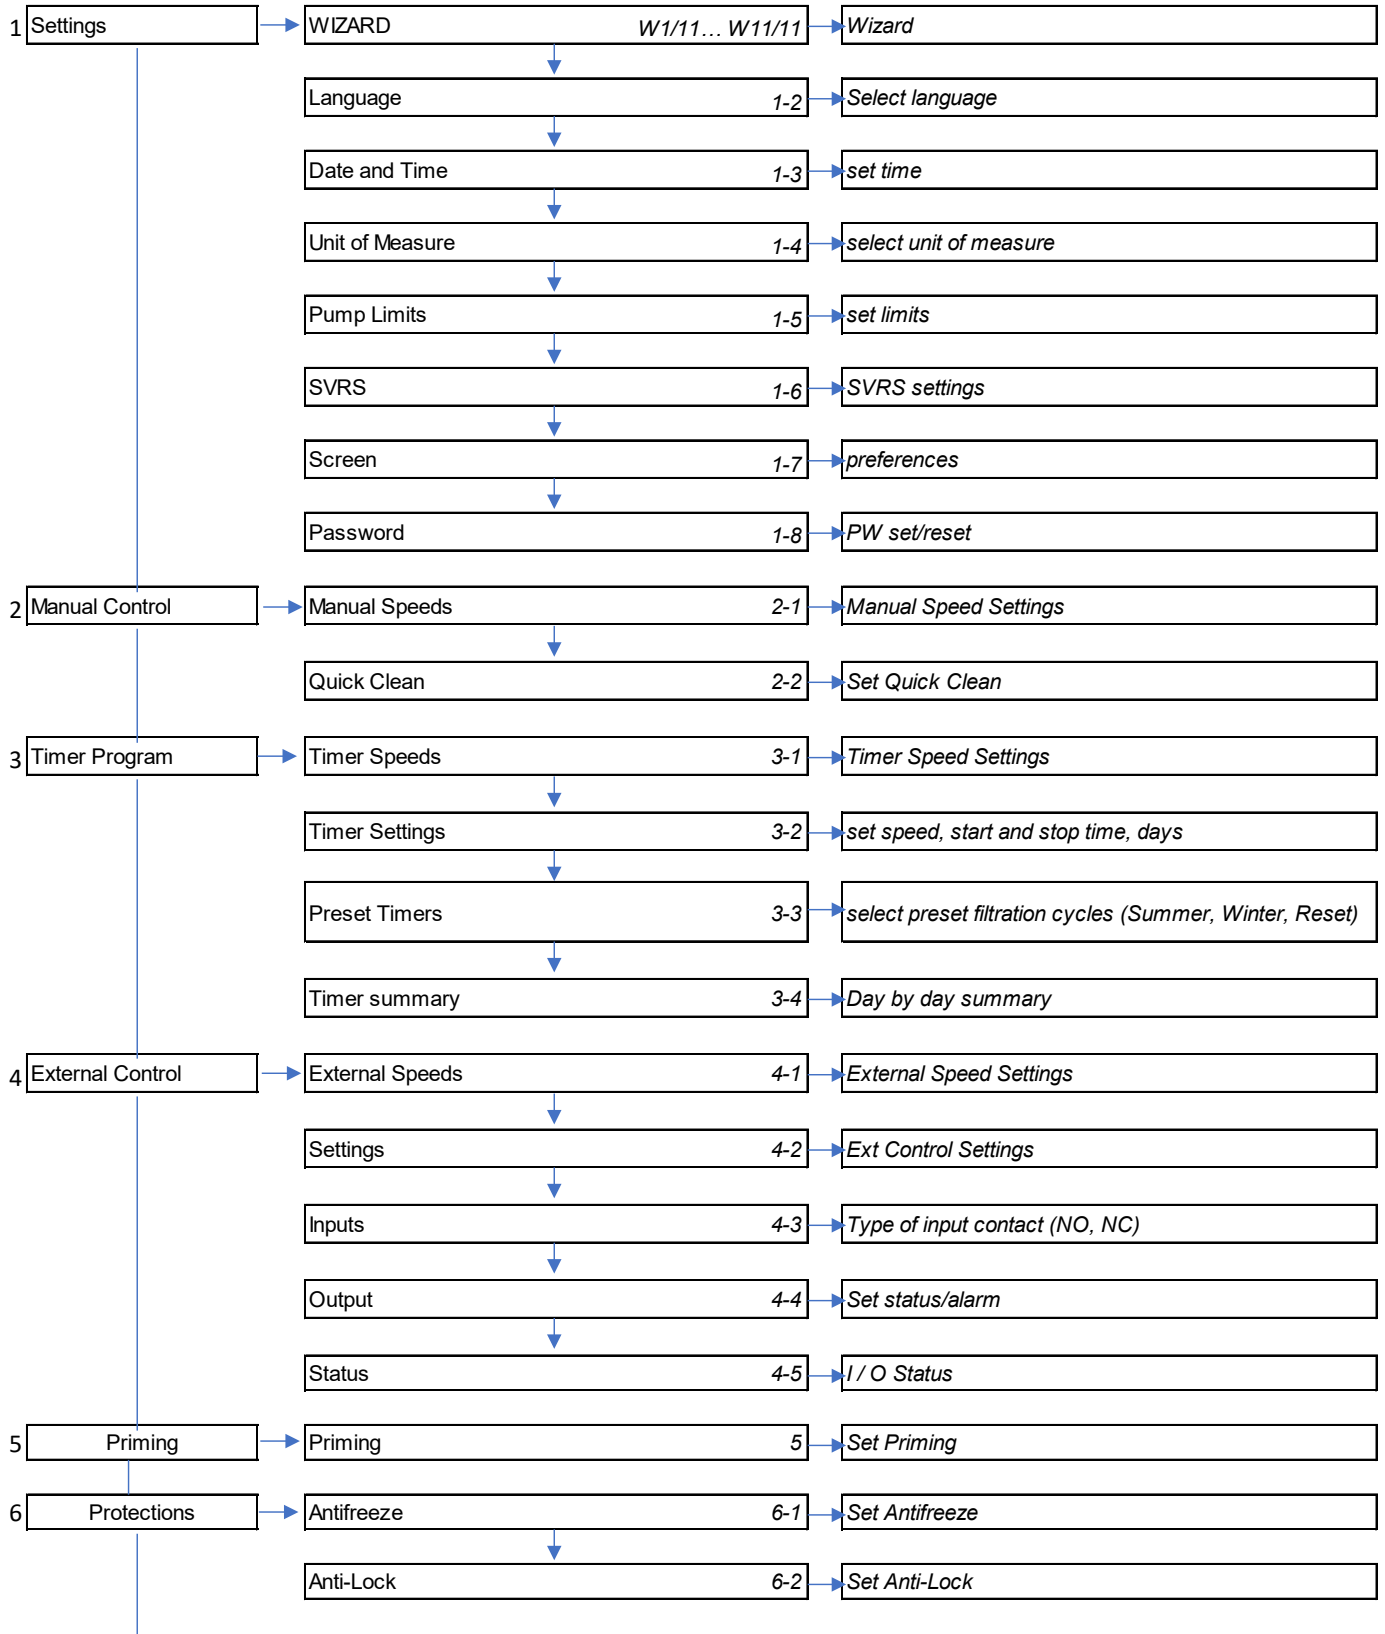 1 Settings WIZARD W1/11… W11/11 Wizard
Language 1-2 Select language
Date and Time 1-3 set time
Unit of Measure 1-4 select unit of measure
Pump Limits 1-5 set limits
SVRS 1-6 SVRS settings
Screen 1-7 preferences
Password 1-8 PW set/reset
2 Manual Control Manual Speeds 2-1 Manual Speed Settings
Quick Clean 2-2 Set Quick Clean
3 Timer Program Timer Speeds 3-1 Timer Speed Settings
Timer Settings 3-2 set speed, start and stop time, days
Preset Timers 3-3 select preset filtration cycles (Summer, Winter, Reset)
Timer summary 3-4 Day by day summary
4 External Control External Speeds 4-1 External Speed Settings
Settings 4-2 Ext Control Settings
Inputs 4-3 Type of input contact (NO, NC)
Output 4-4 Set status/alarm
Status 4-5 I / O Status
5 Priming Priming 5 Set Priming
6 Protections Antifreeze 6-1 Set Antifreeze
Anti-Lock 6-2 Set Anti-Lock